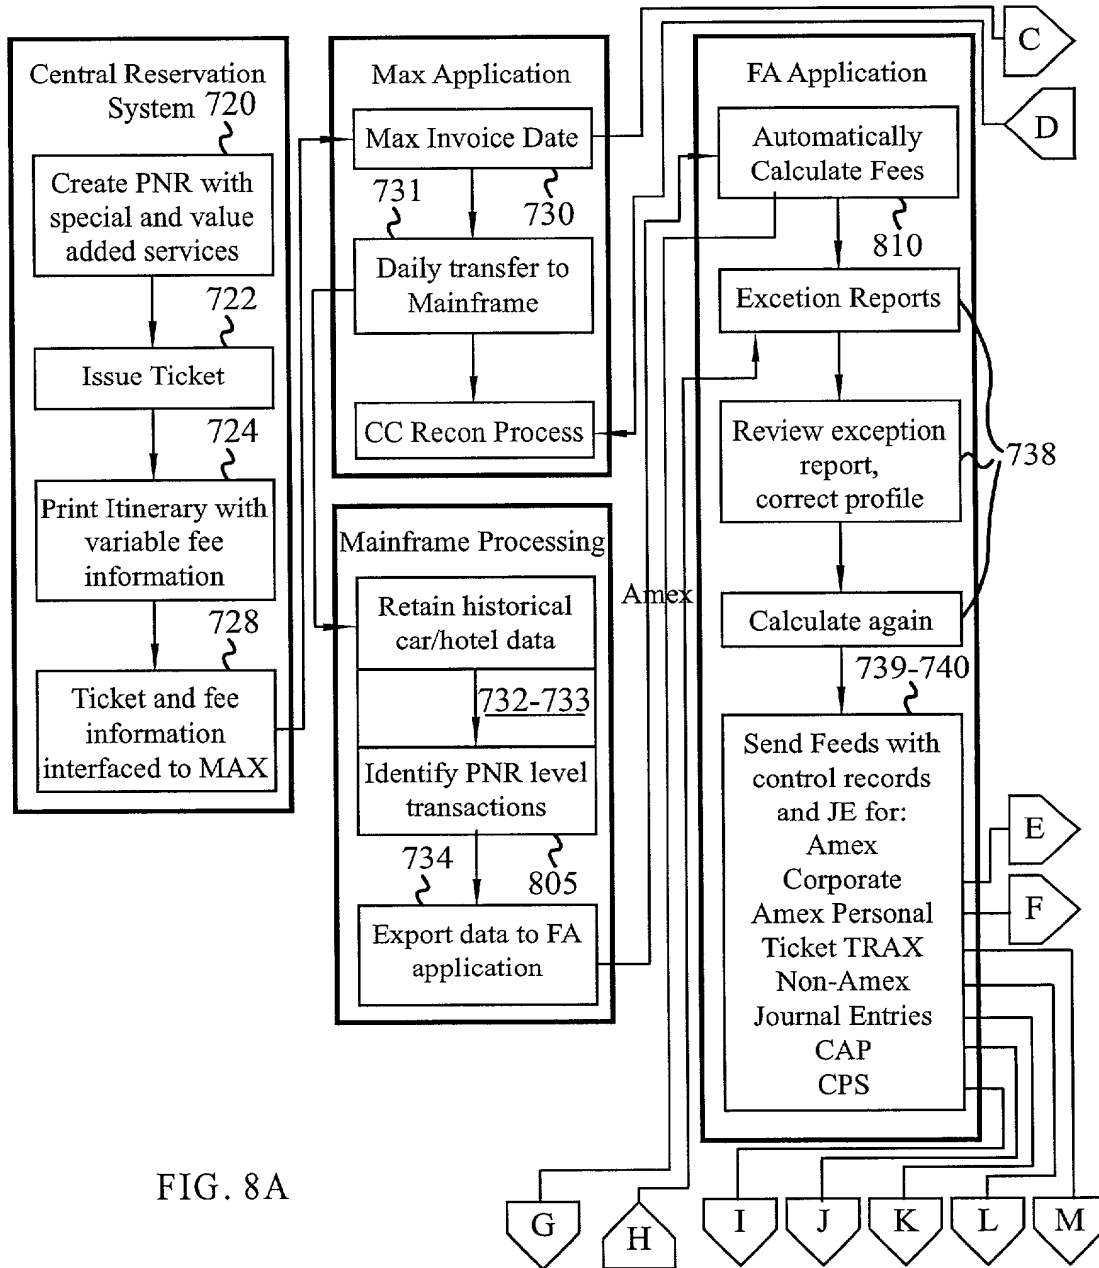 Central Reservation
System 720
Create PNR with
special and value
added services
722
Issue Ticket
724
Print Itinerary with
variable fee
information
728
Ticket and fee
information
interfaced to MAX
Max Application
Max Invoice Date
731
730
Daily transfer to
Mainframe
CC Recon Process
Mainframe Processing
Retain historical
car/hotel data
732-733
Identify PNR level
transactions
734
805
Export data to FA
application
Amex
FA Application
Automatically
Calculate Fees
810
Excetion Reports
Review exception
report,
correct profile
738
Calculate again
739-740
Send Feeds with
control records
and JE for:
Amex
Corporate
Amex Personal
Ticket TRAX
Non-Amex
Journal Entries
CAP
CPS
C
D
E
F
G
H
I
J
K
L
M
FIG. 8A